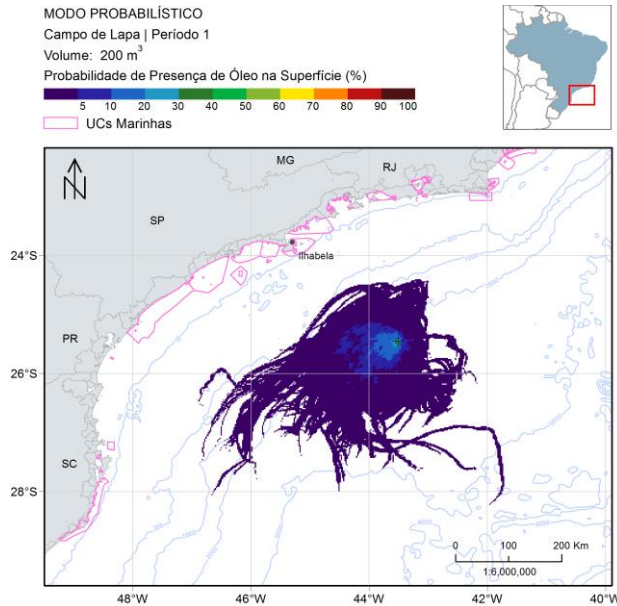 MODO PROBABILÍSTICO
Campo de Lapa | Período 1
Volume: 200 m³
Probabilidade de Presença de Óleo na Superfície (%)
5 10 20 30 40 50 60 70 80 90 100
UCs Marinhas
N
MG
RJ
SP
Ilhabela
PR
SC
24°S
26°S
28°S
0 100 200 Km
1:6,000,000
48°W 46°W 44°W 42°W 40°W